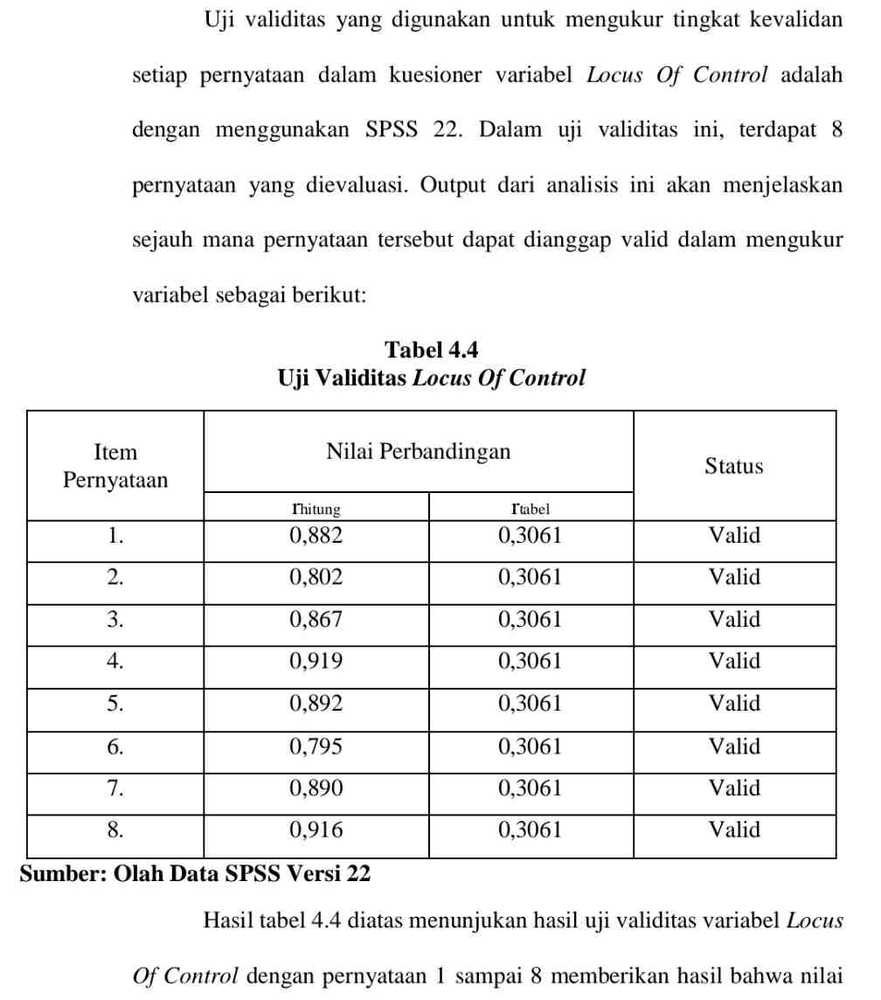 Uji validitas yang digunakan untuk mengukur tingkat kevalidan
setiap pernyataan dalam kuesioner variabel Locus Of Control adalah
dengan menggunakan SPSS 22. Dalam uji validitas ini, terdapat 8
pernyataan yang dievaluasi. Output dari analisis ini akan menjelaskan
sejauh mana pernyataan tersebut dapat dianggap valid dalam mengukur
variabel sebagai berikut:
Tabel 4.4
Uji Validitas Locus Of Control
Item Pernyataan Nilai Perbandingan Status
rhitung rtabel
1. 0,882 0,3061 Valid
2. 0,802 0,3061 Valid
3. 0,867 0,3061 Valid
4. 0,919 0,3061 Valid
5. 0,892 0,3061 Valid
6. 0,795 0,3061 Valid
7. 0,890 0,3061 Valid
8. 0,916 0,3061 Valid
Sumber: Olah Data SPSS Versi 22
Hasil tabel 4.4 diatas menunjukan hasil uji validitas variabel Locus
Of Control dengan pernyataan 1 sampai 8 memberikan hasil bahwa nilai